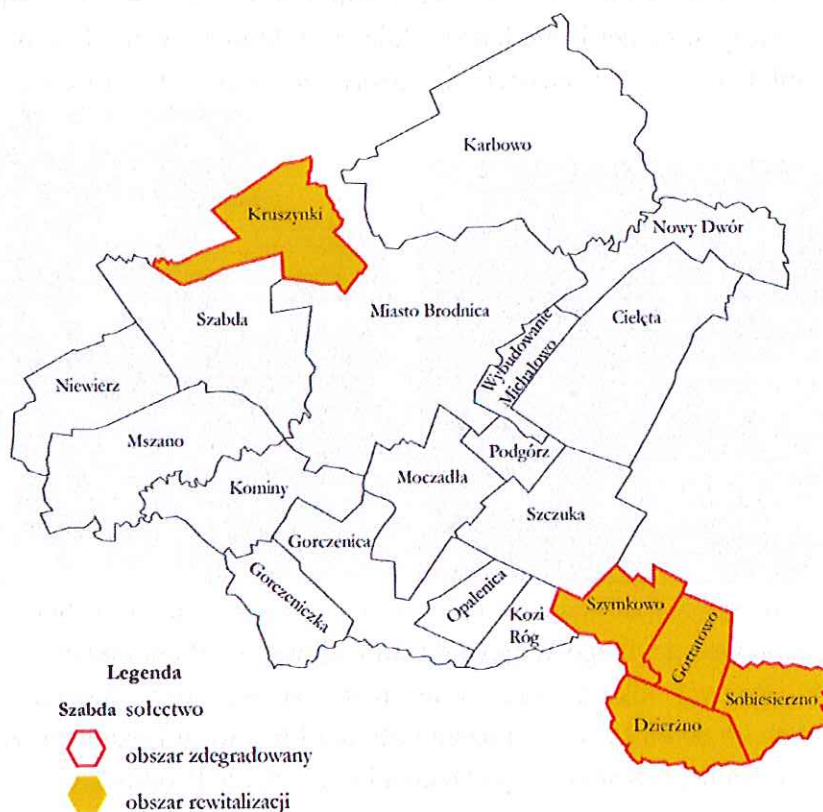 Karbowo
Kruszynki
Nowy Dwór
Szabda
Miasto Brodnica
Cielęta
Wybudowanie
Michałowo
Niewierz
Mszano
Podgórz
Moczadła
Kominy
Szczuka
Gorczenica
Gorczeniczka
Opalenica
Kozi
Róg
Szymkowo
Gortatowo
Sobiesierzno
Dzierżno
Legenda
Szabda sołectwo
obszar zdegradowany
obszar rewitalizacji